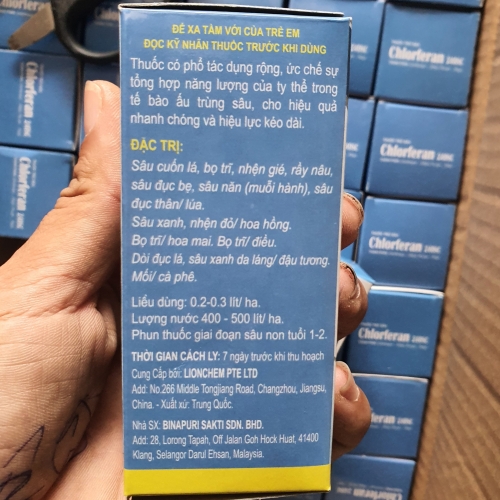 ĐỂ XA TẦM VỚI CỦA TRẺ EM
ĐỌC KỸ NHÃN THUỐC TRƯỚC KHI DÙNG
Thuốc có phổ tác dụng rộng, ức chế sự
tổng hợp năng lượng của ty thể trong
tế bào ấu trùng sâu, cho hiệu quả
nhanh chóng và hiệu lực kéo dài.
ĐẶC TRỊ:
Sâu cuốn lá, bọ trĩ, nhện gié, rầy nâu,
sâu đục bẹ, sâu năn (muỗi hành), sâu
đục thân/ lúa.
Sâu xanh, nhện đỏ/ hoa hồng.
Bọ trĩ/ hoa mai. Bọ trĩ/ điều.
Dòi đục lá, sâu xanh da láng/ đậu tương.
Mối/ cà phê.
Liều dùng: 0.2-0.3 lít/ ha.
Lượng nước 400 - 500 lít/ ha.
Phun thuốc giai đoạn sâu non tuổi 1-2.
THỜI GIAN CÁCH LY: 7 ngày trước khi thu hoạch
Cung Cấp bởi: LIONCHEM PTE LTD
Add: No.266 Middle Tongjiang Road, Changzhou, Jiangsu,
China. - Xuất xứ: Trung Quốc.
Nhà SX: BINAPURI SAKTI SDN. BHD.
Add: 28, Lorong Tapah, Off Jalan Goh Hock Huat, 41400
Klang, Selangor Darul Ehsan, Malaysia.
Chlorferan
Chlorferan
Chlorferan 240SC
Chlorferan 240SC
Chlorferan